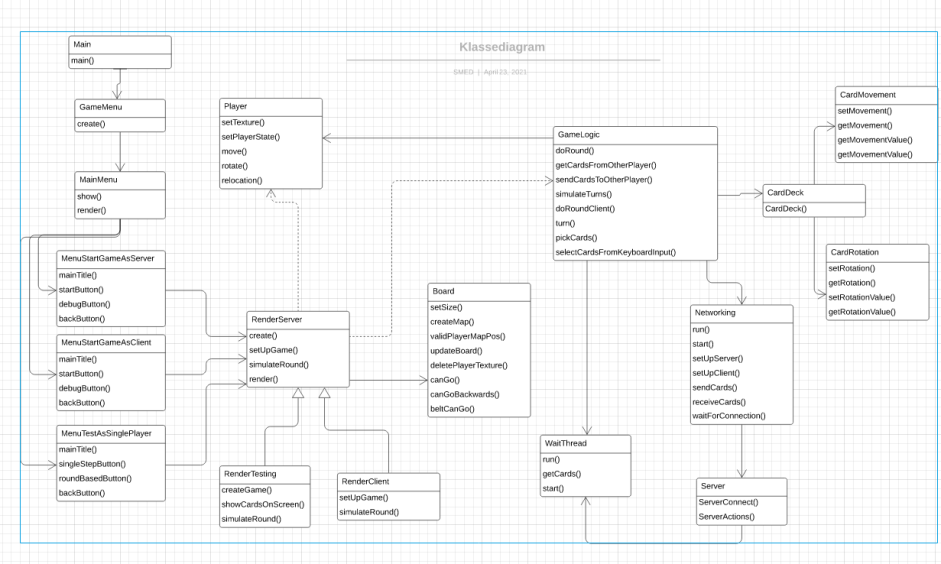 Klassediagram
SMED | April 23, 2021
Main
main()
GameMenu
create()
MainMenu
show()
render()
MenuStartGameAsServer
mainTitle()
startButton()
debugButton()
backButton()
MenuStartGameAsClient
mainTitle()
startButton()
debugButton()
backButton()
MenuTestAsSinglePlayer
mainTitle()
singleStepButton()
roundBasedButton()
backButton()
Player
setTexture()
setPlayerState()
move()
rotate()
relocation()
RenderServer
create()
setUpGame()
simulateRound()
render()
RenderTesting
createGame()
showCardsOnScreen()
simulateRound()
RenderClient
setUpGame()
simulateRound()
Board
setSize()
createMap()
validPlayerMapPos()
updateBoard()
deletePlayerTexture()
canGo()
canGoBackwards()
beltCanGo()
GameLogic
doRound()
getCardsFromOtherPlayer()
sendCardsToOtherPlayer()
simulateTurns()
doRoundClient()
turn()
pickCards()
selectCardsFromKeyboardInput()
WaitThread
run()
getCards()
start()
Networking
run()
start()
setUpServer()
setUpClient()
sendCards()
receiveCards()
waitForConnection()
Server
ServerConnect()
ServerActions()
CardDeck
CardDeck()
CardMovement
setMovement()
getMovement()
getMovementValue()
getMovementValue()
CardRotation
setRotation()
getRotation()
setRotationValue()
getRotationValue()